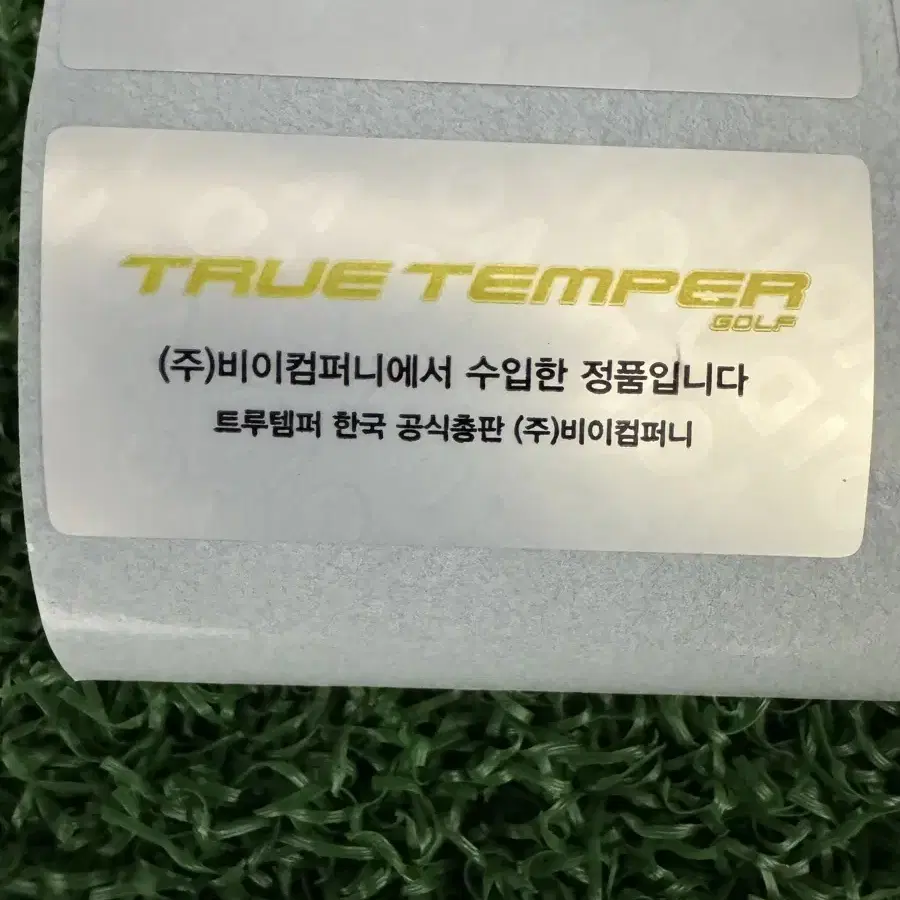 TRUE TEMPER
GOLF
(주)비이컴퍼니에서 수입한 정품입니다
트루템퍼 한국 공식총판 (주)비이컴퍼니